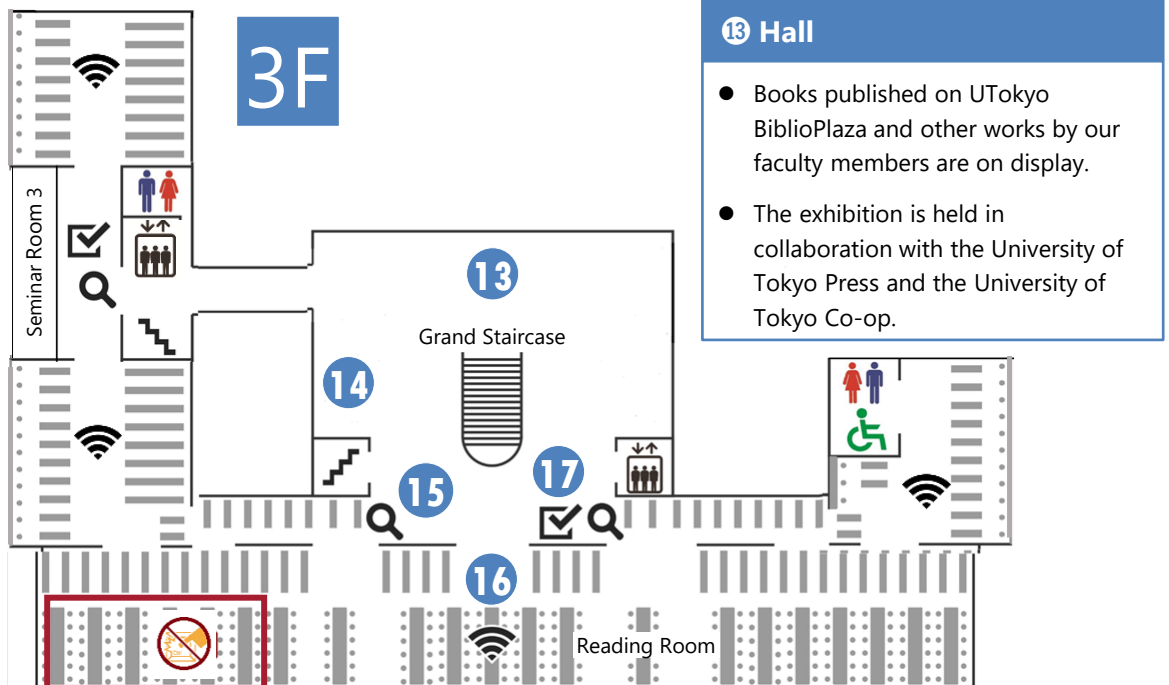 3F
⓭ Hall
● Books published on UTokyo
BiblioPlaza and other works by our
faculty members are on display.
● The exhibition is held in
collaboration with the University of
Tokyo Press and the University of
Tokyo Co-op.
Seminar Room 3
13
Grand Staircase
14
15
17
16
Reading Room